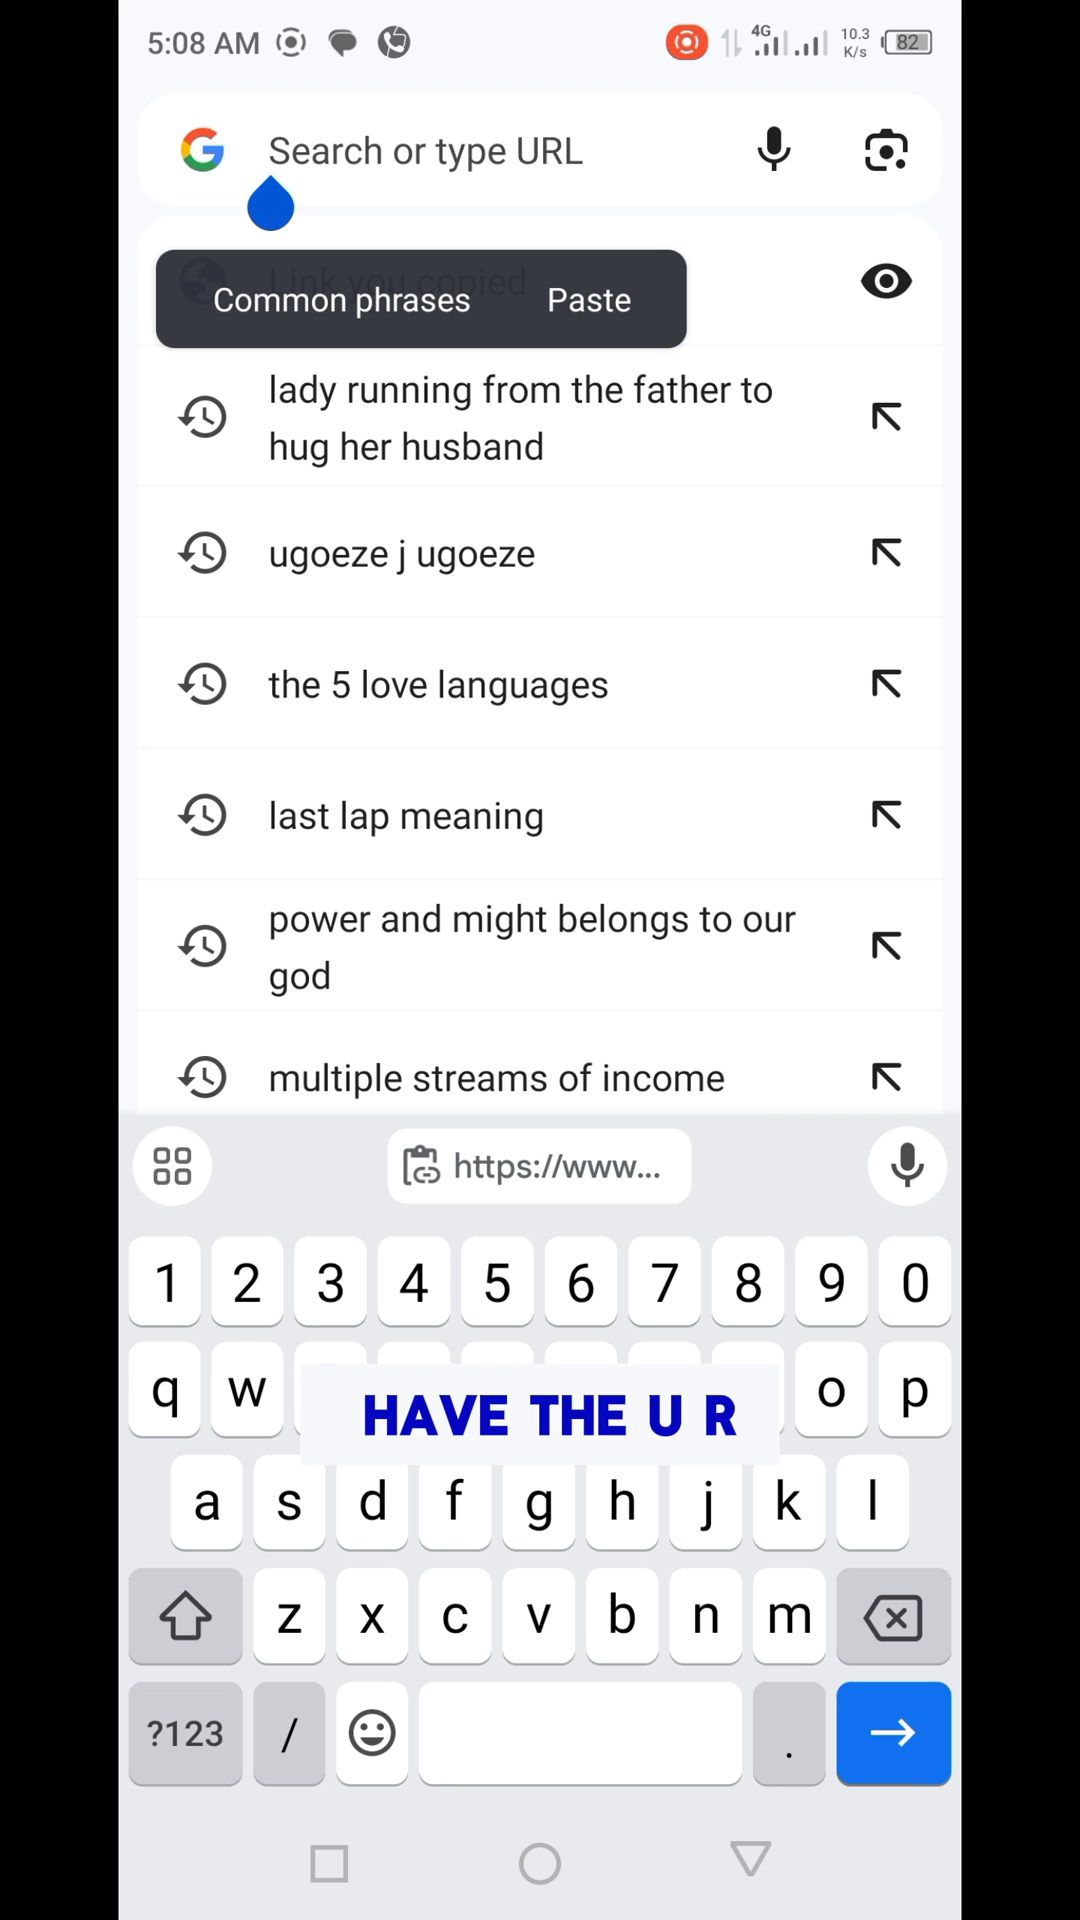 5:08 AM
4G
10.3
K/s
82
Search or type URL
Link you copied
Common phrases Paste
lady running from the father to
hug her husband
ugoeze j ugoeze
the 5 love languages
last lap meaning
power and might belongs to our
god
multiple streams of income
https://www...
1 2 3 4 5 6 7 8 9 0
q w o p
HAVE THE U R
a s d f g h j k l
z x c v b n m
?123 / .